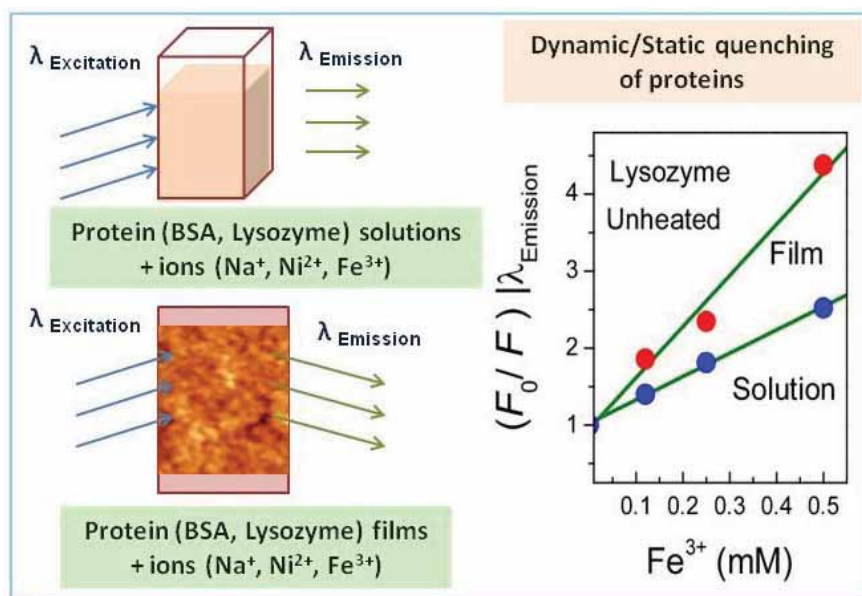 λ Excitation
λ Emission
Protein (BSA, Lysozyme) solutions
+ ions (Na⁺, Ni²⁺, Fe³⁺)
λ Excitation
λ Emission
Protein (BSA, Lysozyme) films
+ ions (Na⁺, Ni²⁺, Fe³⁺)
Dynamic/Static quenching
of proteins
(F₀/ F) |λEmission
4
3
2
1
Lysozyme
Unheated
Film
Solution
0.1 0.2 0.3 0.4 0.5
Fe³⁺ (mM)